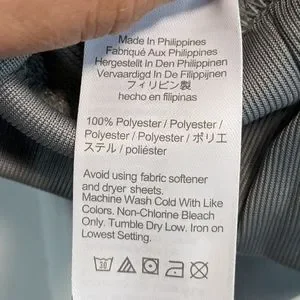 Made In Philippines
Fabriqué Aux Philippines
Hergestellt In Den Philippinen
Vervaardigd In De Filippijnen
フィリピン製
hecho en filipinas
100% Polyester / Polyester /
Polyester / Polyester / ポリエ
ステル / poliéster
Avoid using fabric softener
and dryer sheets.
Machine Wash Cold With Like
Colors. Non-Chlorine Bleach
Only. Tumble Dry Low. Iron on
Lowest Setting.
30